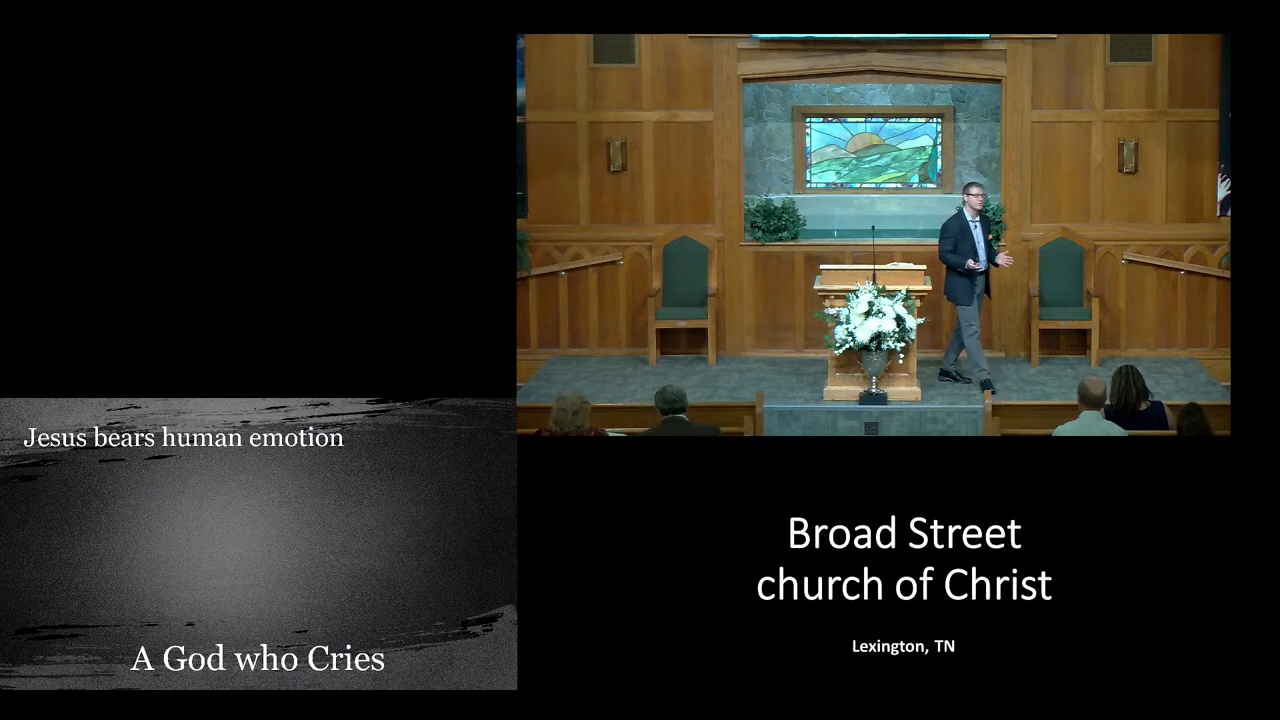 Jesus bears human emotion
A God who Cries
Broad Street
church of Christ
Lexington, TN